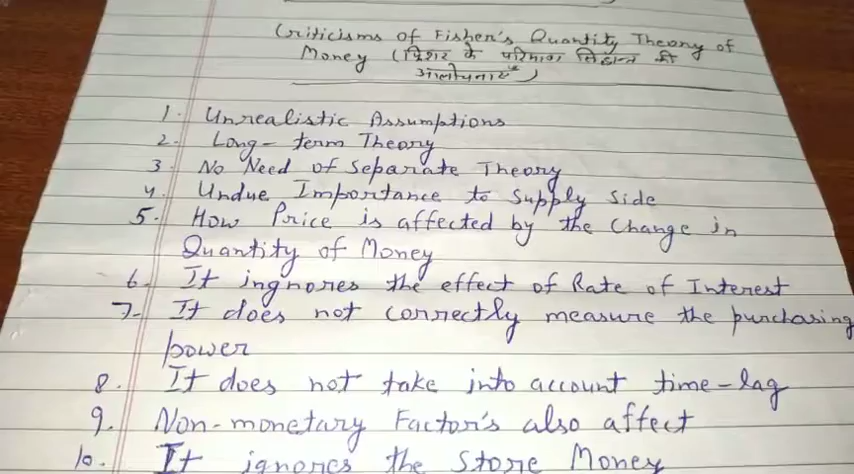 Criticisms of Fisher's Quantity Theory of
Money (फिशर के परिमाण सिद्धान्त की
आलोचनाएँ)
1. Unrealistic Assumptions
2. Long-term Theory
3. No Need of Separate Theory
4. Undue Importance to Supply Side
5. How Price is affected by the Change in
Quantity of Money
6. It ingnores the effect of Rate of Interest
7. It does not correctly measure the purchasing
power
8. It does not take into account time-lag
9. Non-monetary Factor's also affect
10. It ignores the Store Money